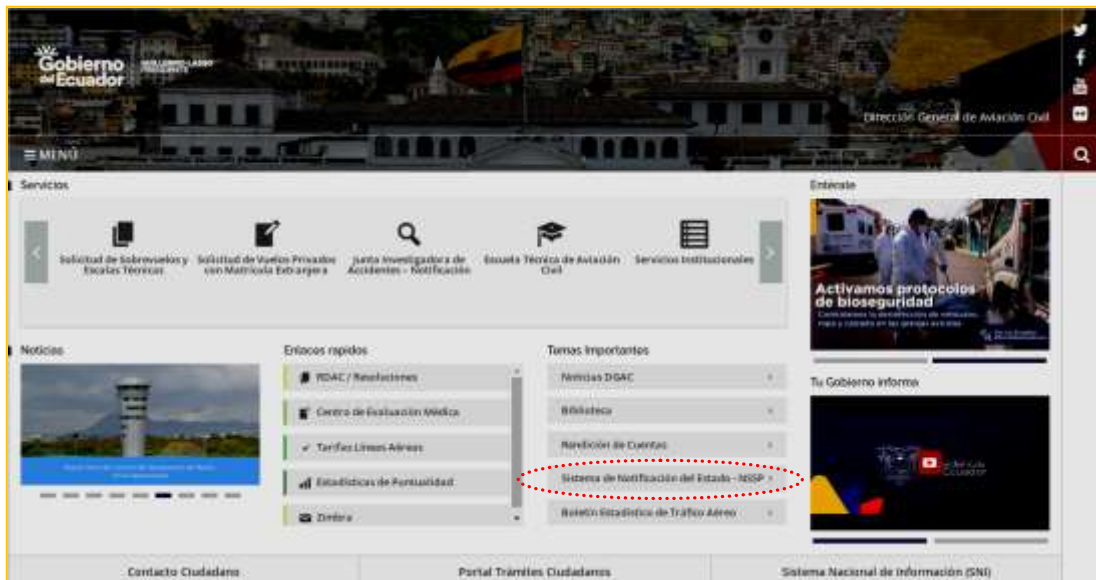 Gobierno
del Ecuador
GUILLERMO LASSO
PRESIDENTE
Dirección General de Aviación Civil
MENÚ
Servicios
Solicitud de Sobrevuelos y
Escalas Técnicas
Solicitud de Vuelos Privados
con Matrícula Extranjera
Junta Investigadora de
Accidentes – Notificación
Escuela Técnica de Aviación
Civil
Servicios Institucionales
Entérate
Activamos protocolos
de bioseguridad
Noticias
Enlaces rapidos
RDAC / Resoluciones
Centro de Evaluación Médica
Tarifas Líneas Aéreas
Estadísticas de Puntualidad
Zimbra
Temas Importantes
Noticias DGAC
Biblioteca
Rendición de Cuentas
Sistema de Notificación del Estado - NSSP
Boletín Estadístico de Tráfico Aéreo
Tu Gobierno informa
Contacto Ciudadano
Portal Trámites Ciudadanos
Sistema Nacional de Información (SNI)